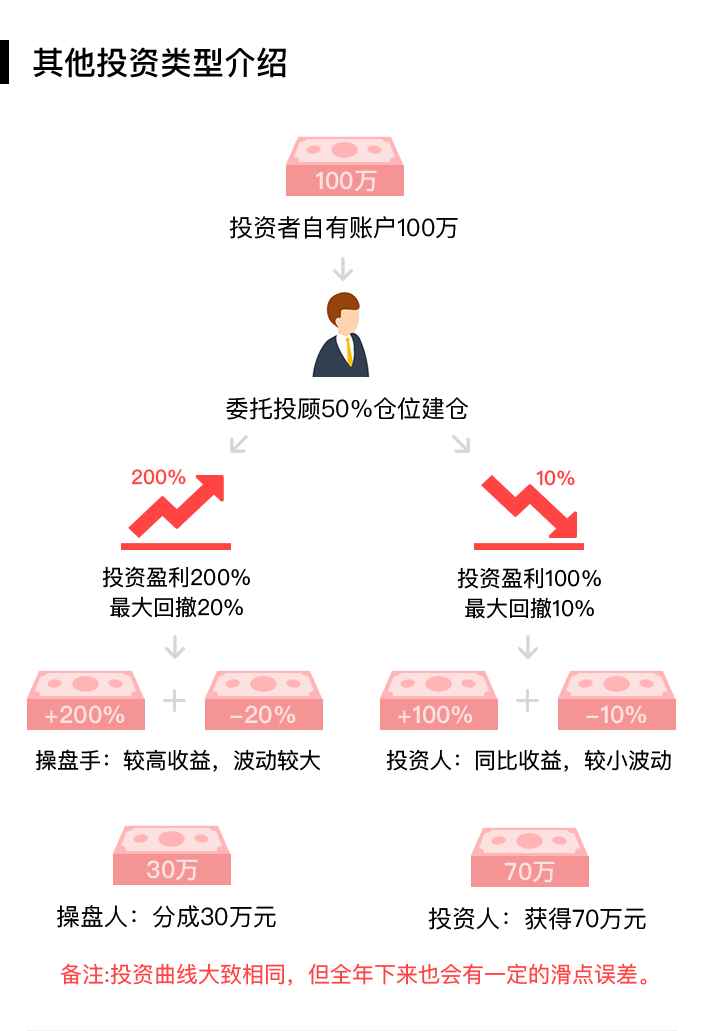 其他投资类型介绍
100万
投资者自有账户100万
委托投顾50%仓位建仓
200%
10%
投资盈利200%
最大回撤20%
投资盈利100%
最大回撤10%
+200%
-20%
+100%
-10%
操盘手：较高收益，波动较大
投资人：同比收益，较小波动
30万
70万
操盘人：分成30万元
投资人：获得70万元
备注:投资曲线大致相同，但全年下来也会有一定的滑点误差。